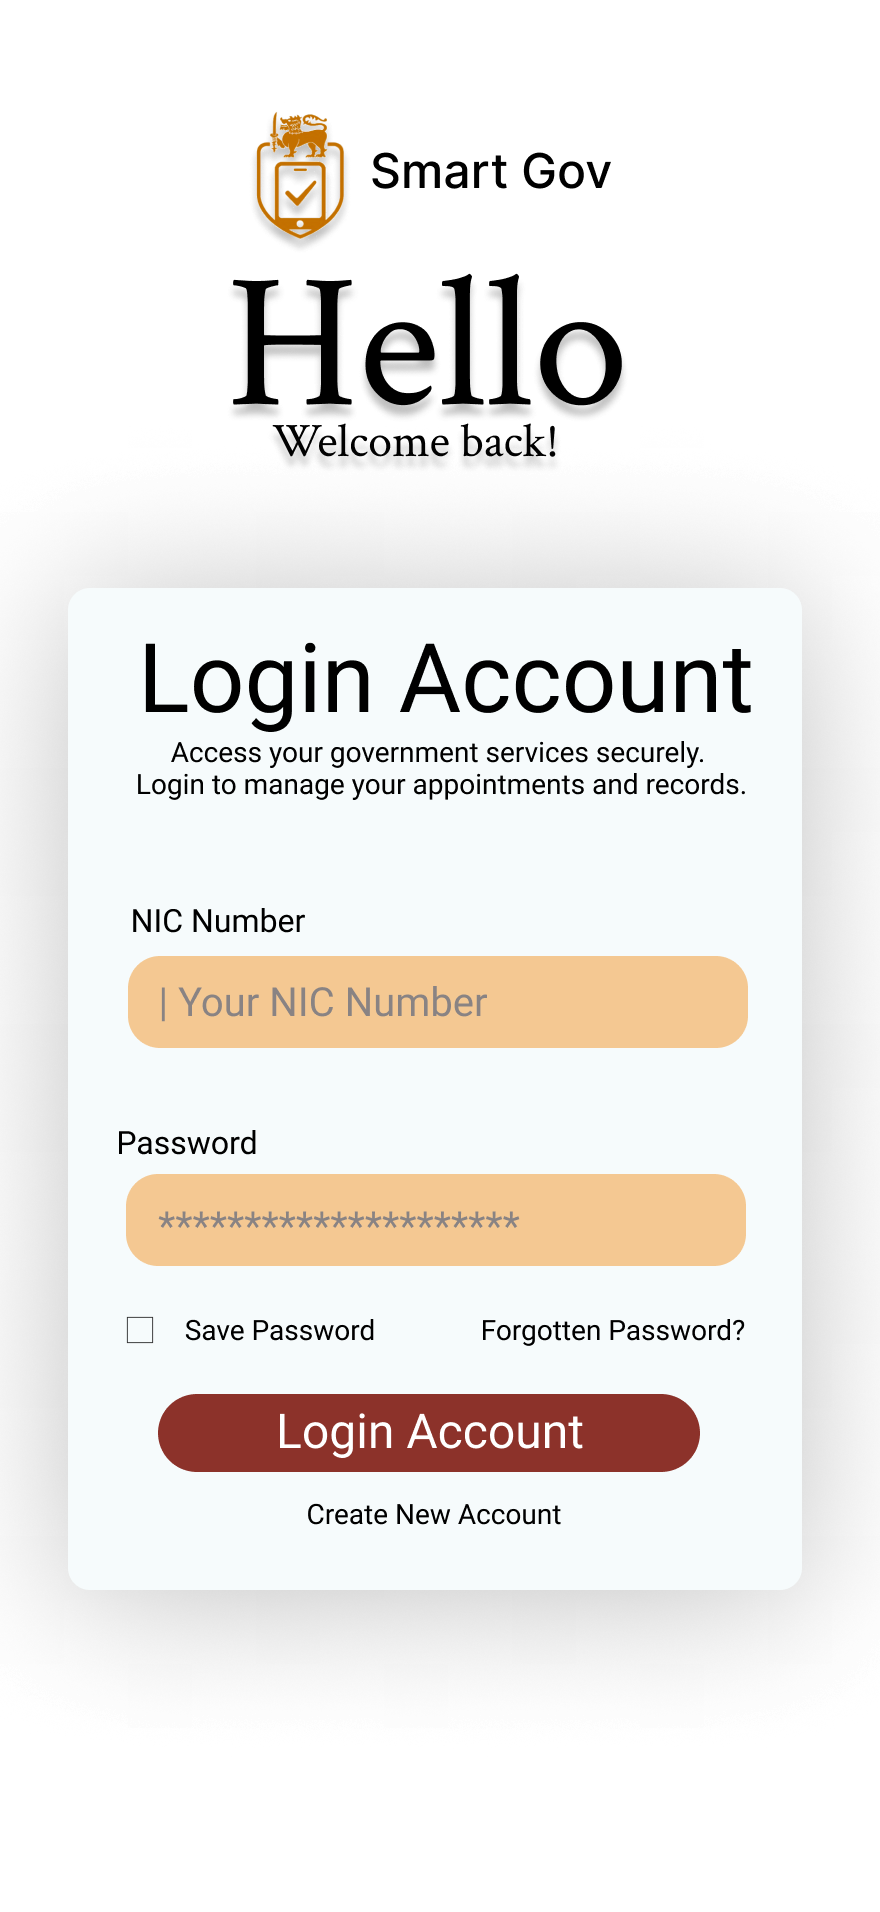 Smart Gov
Hello
Welcome back!
Login Account
Access your government services securely.
Login to manage your appointments and records.
NIC Number
| Your NIC Number
Password
*********************
Save Password
Forgotten Password?
Login Account
Create New Account